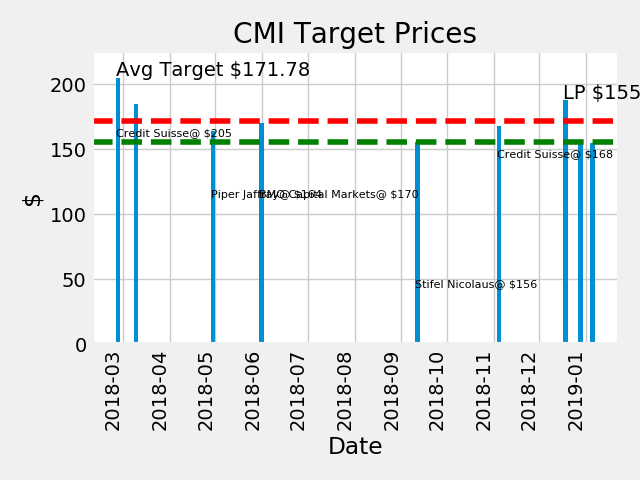 CMI Target Prices
Avg Target $171.78
LP $155
200
150
100
50
0
$
Credit Suisse@ $205
Credit Suisse@ $168
Piper Jaffray@ $164
BMO Capital Markets@ $170
Stifel Nicolaus@ $156
2018-03
2018-04
2018-05
2018-06
2018-07
2018-08
2018-09
2018-10
2018-11
2018-12
2019-01
Date